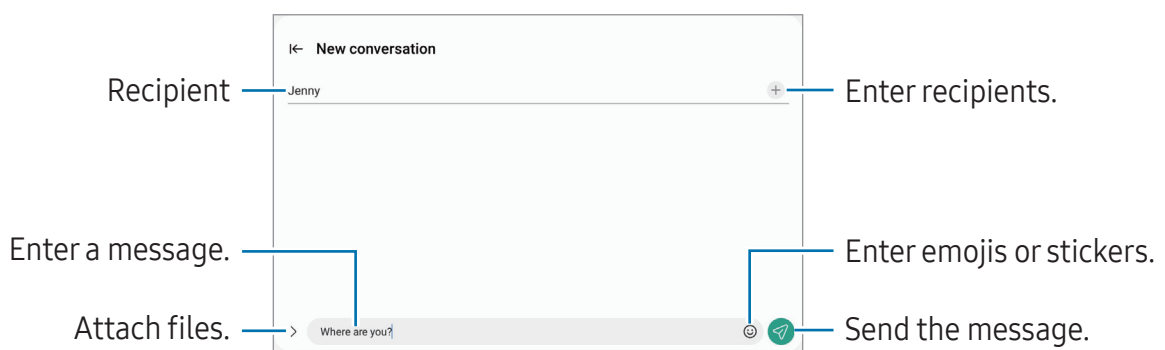 New conversation
Recipient
Jenny
Enter recipients.
Enter a message.
Enter emojis or stickers.
Attach files.
Where are you?
Send the message.